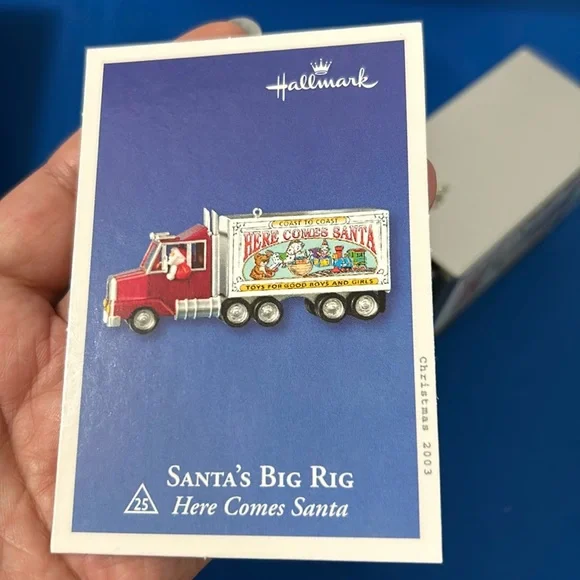 Hallmark
COAST TO COAST
HERE COMES SANTA
TOYS FOR GOOD BOYS AND GIRLS
Christmas 2003
SANTA'S BIG RIG
25
Here Comes Santa